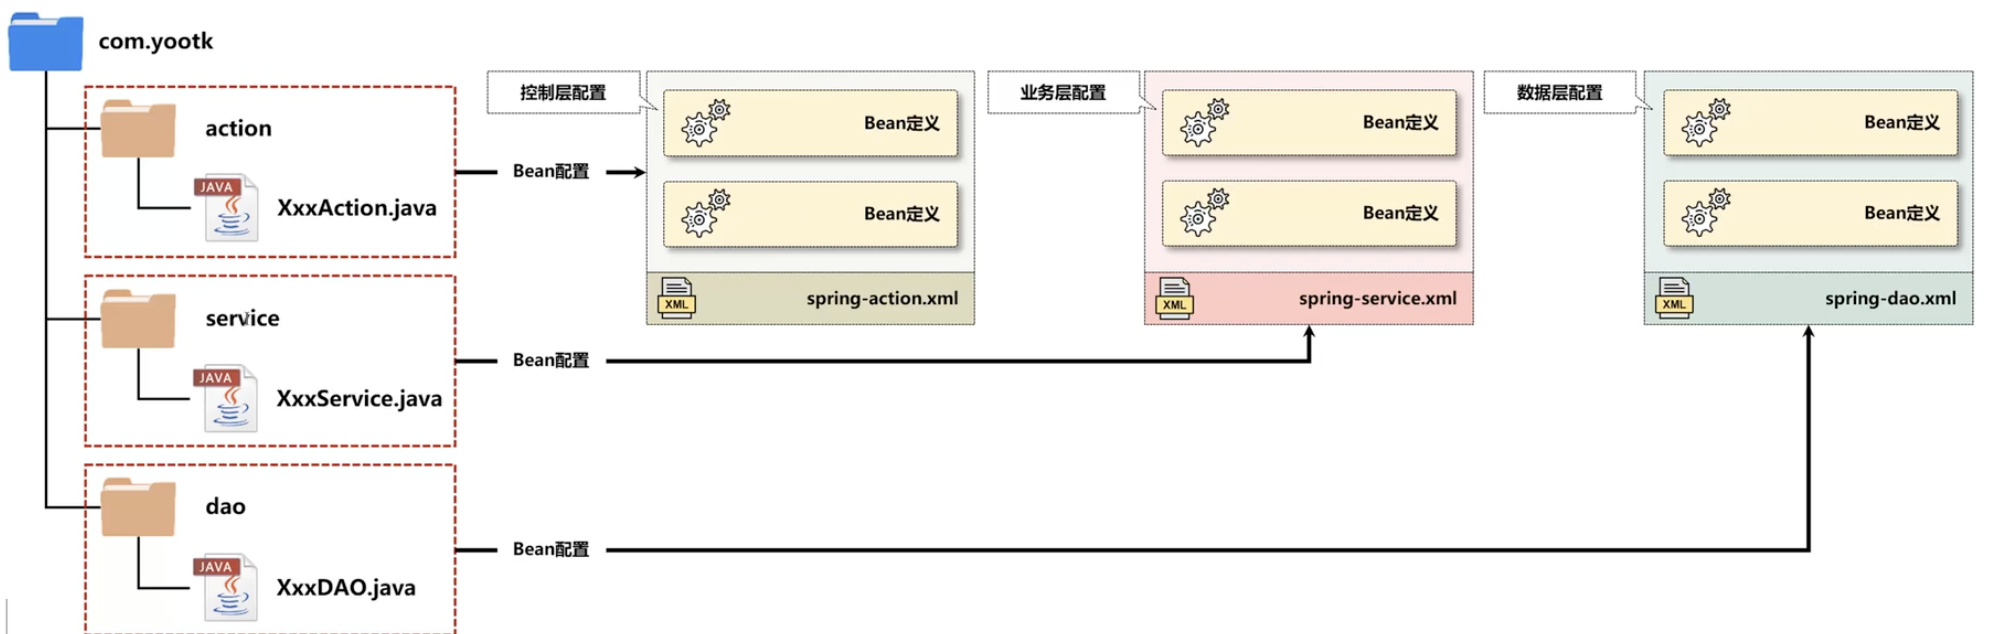 com.yootk
action
JAVA
XxxAction.java
Bean配置
控制层配置
Bean定义
Bean定义
XML
spring-action.xml
业务层配置
Bean定义
Bean定义
XML
spring-service.xml
数据层配置
Bean定义
Bean定义
XML
spring-dao.xml
service
JAVA
XxxService.java
Bean配置
dao
JAVA
XxxDAO.java
Bean配置